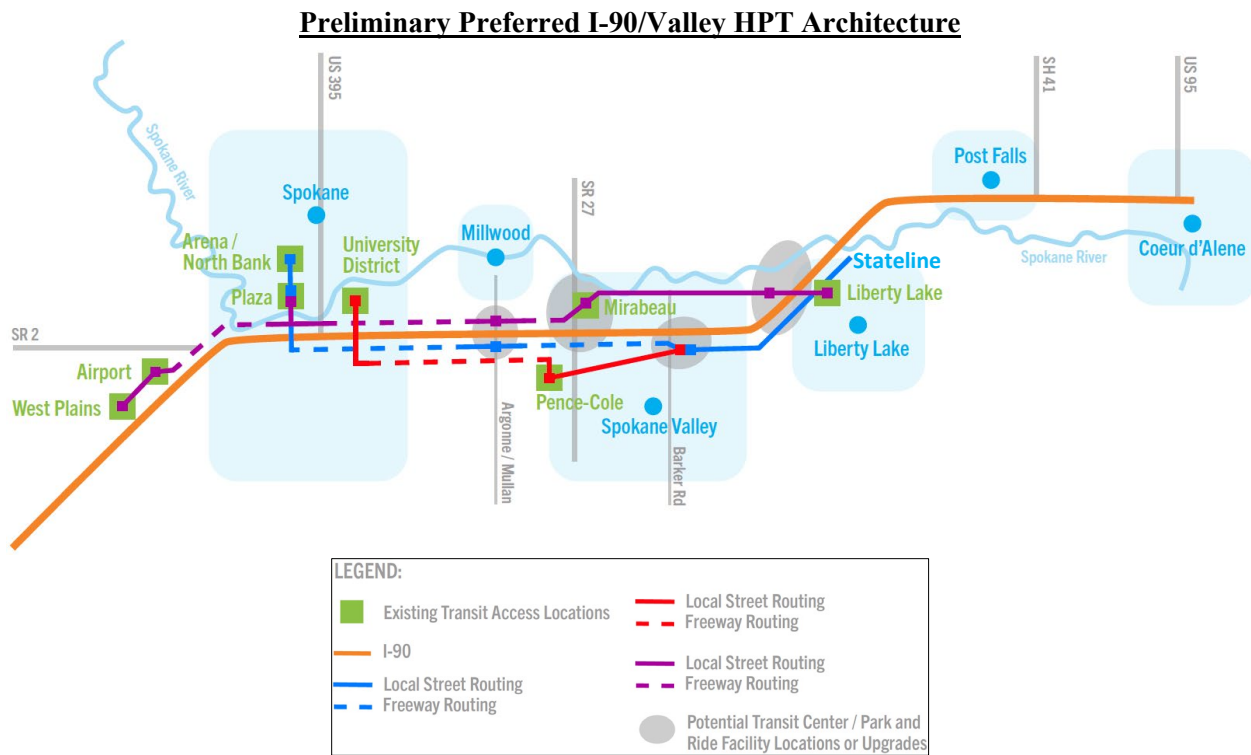 Preliminary Preferred I-90/Valley HPT Architecture
US 395
SH 41
US 95
Spokane River
Post Falls
Spokane
SR 27
Arena /
North Bank
University
District
Millwood
Coeur d'Alene
Stateline
Spokane River
Plaza
Mirabeau
Liberty Lake
SR 2
Liberty Lake
Airport
West Plains
Pence-Cole
Spokane Valley
Argonne / Mullan
Barker Rd
LEGEND:
Existing Transit Access Locations
I-90
Local Street Routing
Freeway Routing
Local Street Routing
Freeway Routing
Local Street Routing
Freeway Routing
Potential Transit Center / Park and
Ride Facility Locations or Upgrades